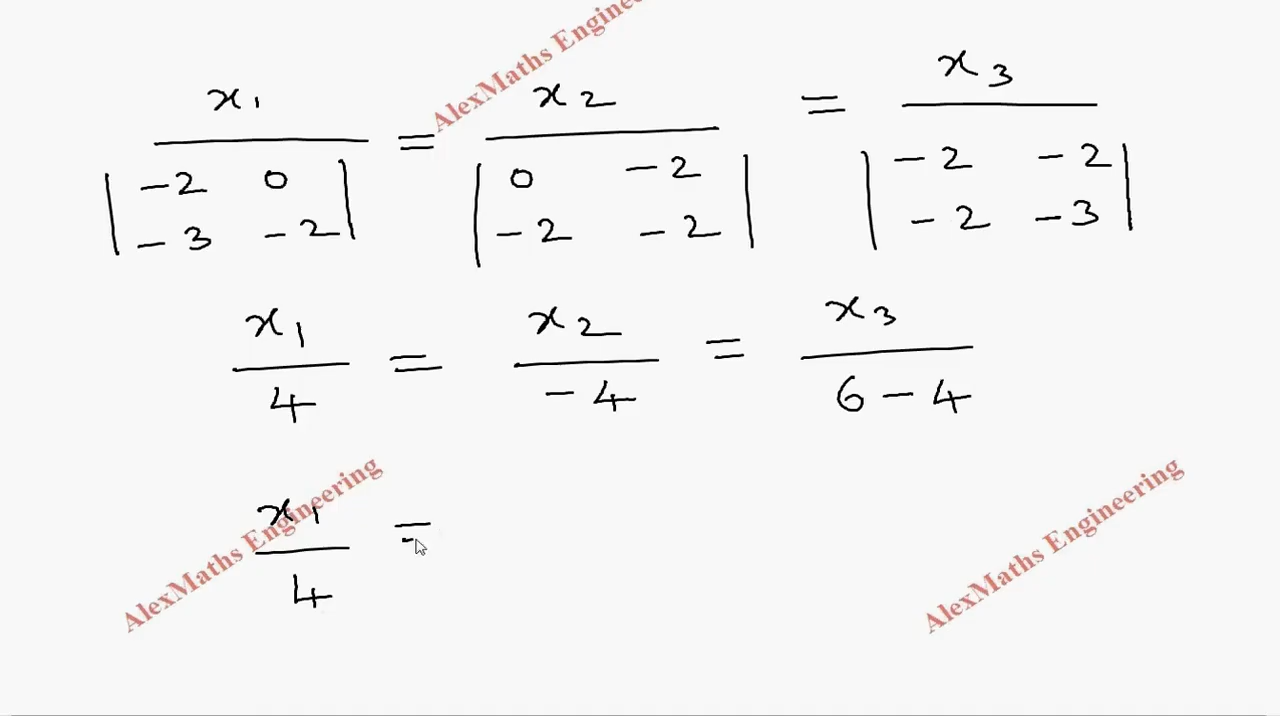 AlexMaths Enginee
x₁ = x₂ = x₃
-2 0 0 -2 -2 -2
-3 -2 -2 -2 -2 -3
x₁ = x₂ = x₃
4 -4 6-4
AlexMaths Engineering
x₁ =
4
AlexMaths Engineering